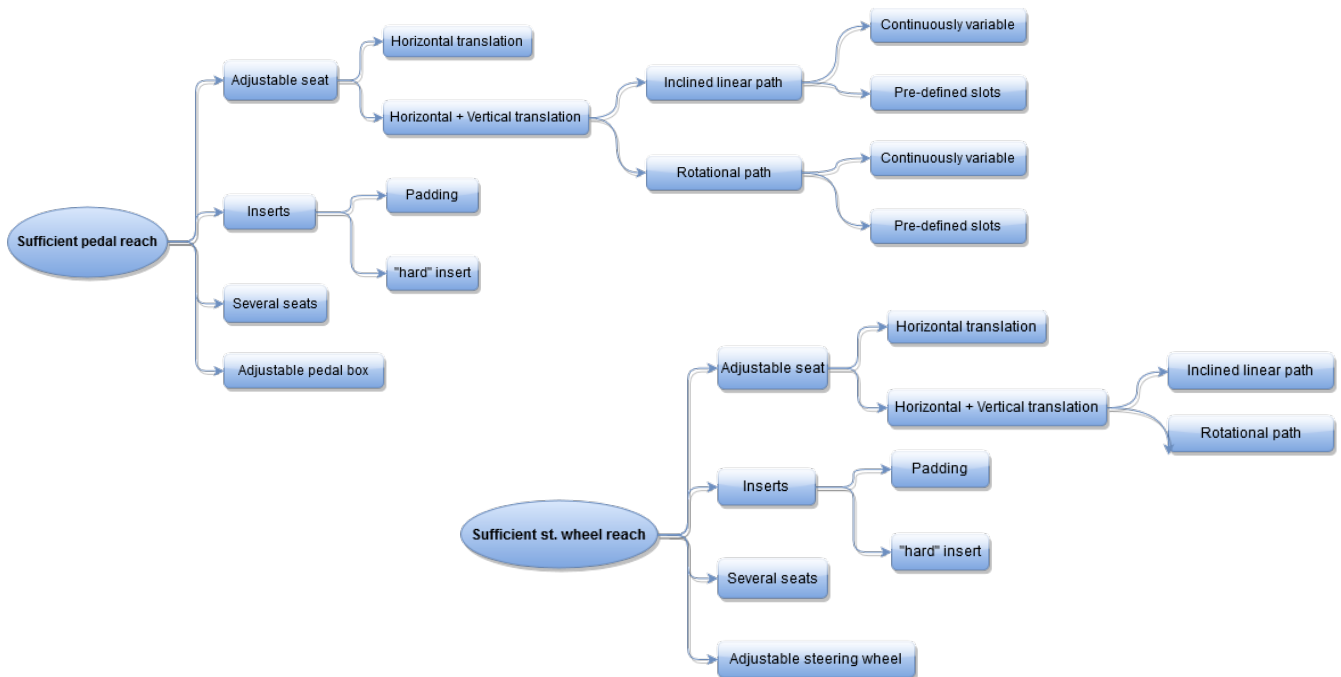 Sufficient pedal reach
Adjustable seat
Horizontal translation
Horizontal + Vertical translation
Inclined linear path
Continuously variable
Pre-defined slots
Rotational path
Continuously variable
Pre-defined slots
Inserts
Padding
"hard" insert
Several seats
Adjustable pedal box
Sufficient st. wheel reach
Adjustable seat
Horizontal translation
Horizontal + Vertical translation
Inclined linear path
Rotational path
Inserts
Padding
"hard" insert
Several seats
Adjustable steering wheel